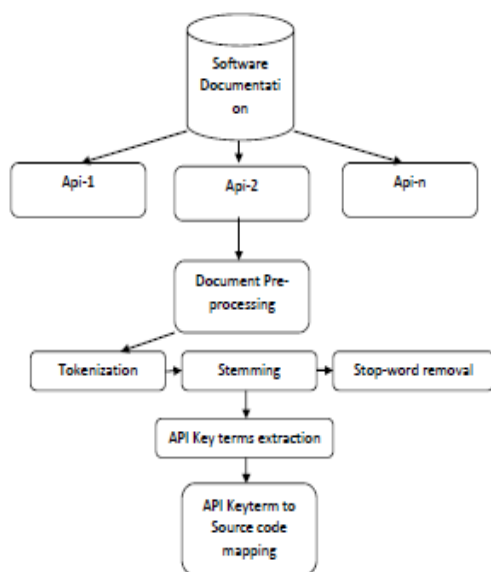 Software
Documentati
on
Api-1
Api-2
Api-n
Document Pre-
processing
Tokenization
Stemming
Stop-word removal
API Key terms extraction
API Keyterm to
Source code
mapping